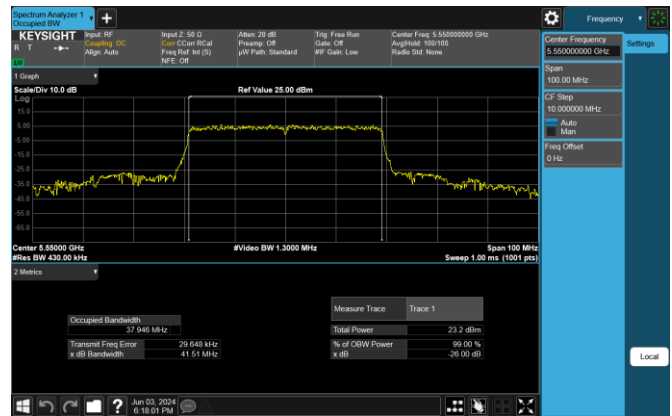 Spectrum Analyzer 1
Occupied BW
+
Frequency
KEYSIGHT
R T
LM
Input: RF
Coupling: DC
Align: Auto
Input Z: 50 Ω
Corr CCorr RCal
Freq Ref: Int (S)
NFE: Off
Atten: 20 dB
Preamp: Off
µW Path: Standard
Trig: Free Run
Gate: Off
#IF Gain: Low
Center Freq: 5.550000000 GHz
Avg|Hold: 100/100
Radio Std: None
Center Frequency
5.550000000 GHz
Settings
Span
100.00 MHz
CF Step
10.000000 MHz
Auto
Man
Freq Offset
0 Hz
1 Graph
Scale/Div 10.0 dB
Ref Value 25.00 dBm
Log
15.0
5.00
-5.00
-15.0
-25.0
-35.0
-45.0
-55.0
-65.0
Center 5.55000 GHz
#Video BW 1.3000 MHz
Span 100 MHz
#Res BW 430.00 kHz
Sweep 1.00 ms (1001 pts)
2 Metrics
Measure Trace
Trace 1
Occupied Bandwidth
37.946 MHz
Total Power
23.2 dBm
Transmit Freq Error
29.648 kHz
% of OBW Power
99.00 %
x dB Bandwidth
41.51 MHz
x dB
-26.00 dB
Local
?
Jun 03, 2024
6:18:01 PM